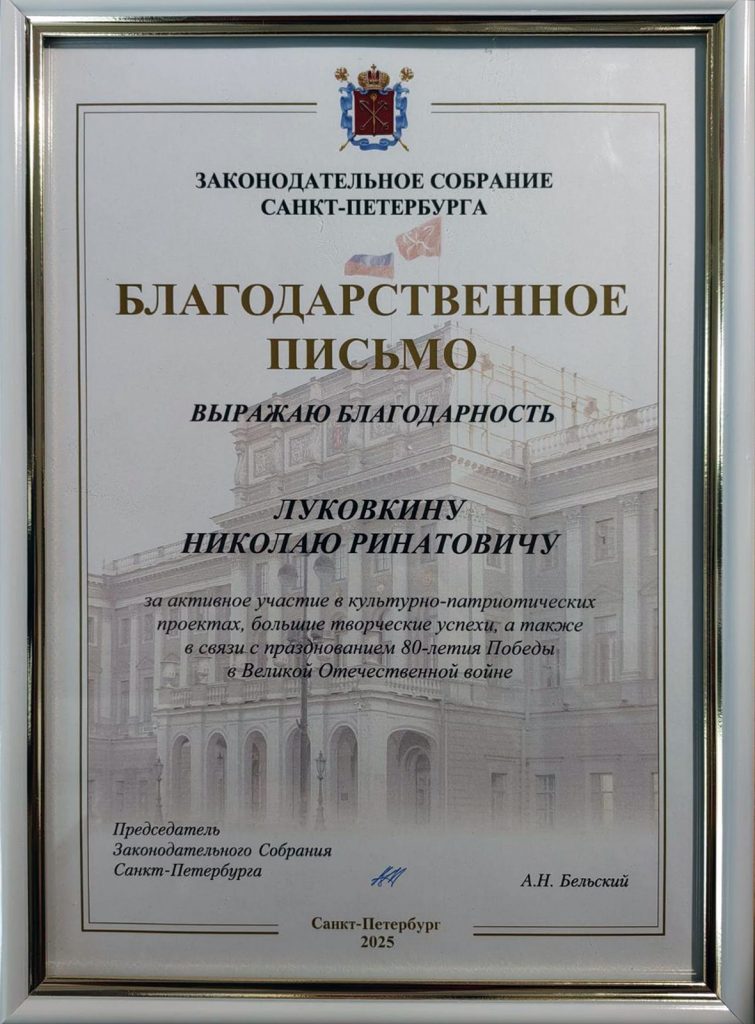 ЗАКОНОДАТЕЛЬНОЕ СОБРАНИЕ
САНКТ-ПЕТЕРБУРГА
БЛАГОДАРСТВЕННОЕ
ПИСЬМО
ВЫРАЖАЮ БЛАГОДАРНОСТЬ
ЛУКОВКИНУ
НИКОЛАЮ РИНАТОВИЧУ
за активное участие в культурно-патриотических
проектах, большие творческие успехи, а также
в связи с празднованием 80-летия Победы
в Великой Отечественной войне
Председатель
Законодательного Собрания
Санкт-Петербурга
А.Н. Бельский
Санкт-Петербург
2025